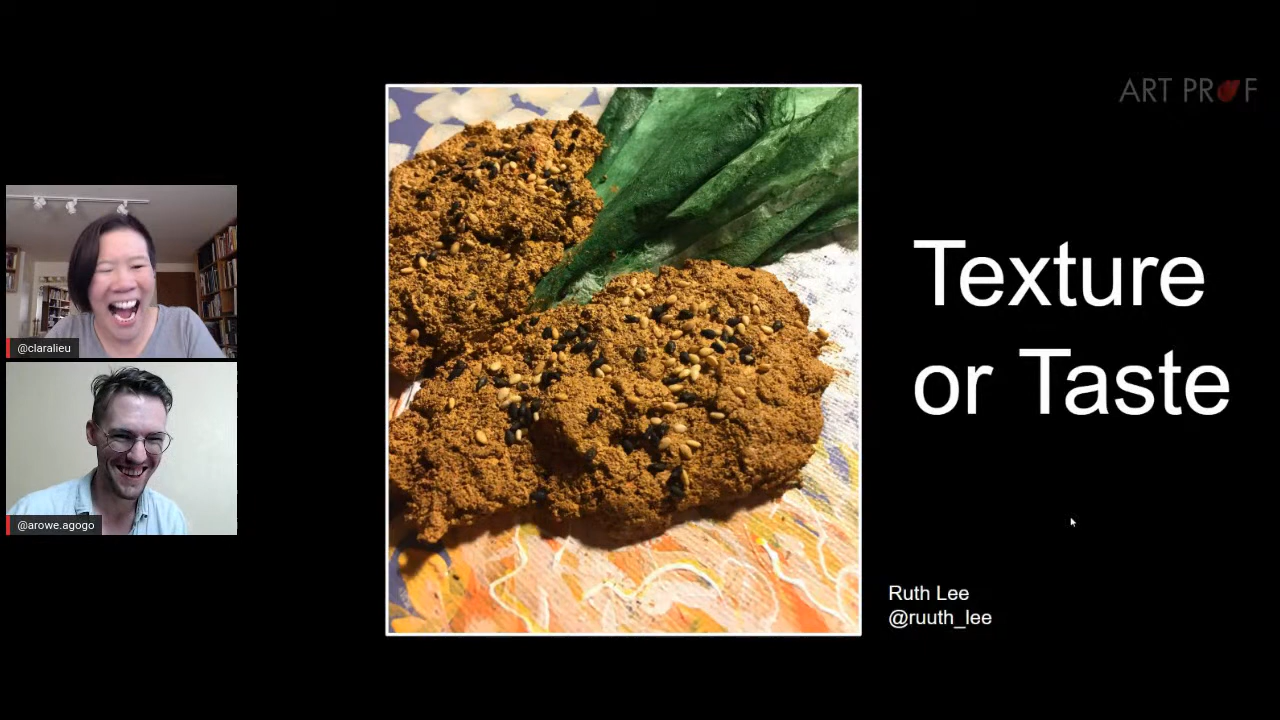 ART PROF
@claralieu
@arowe.agogo
Texture
or Taste
Ruth Lee
@ruuth_lee